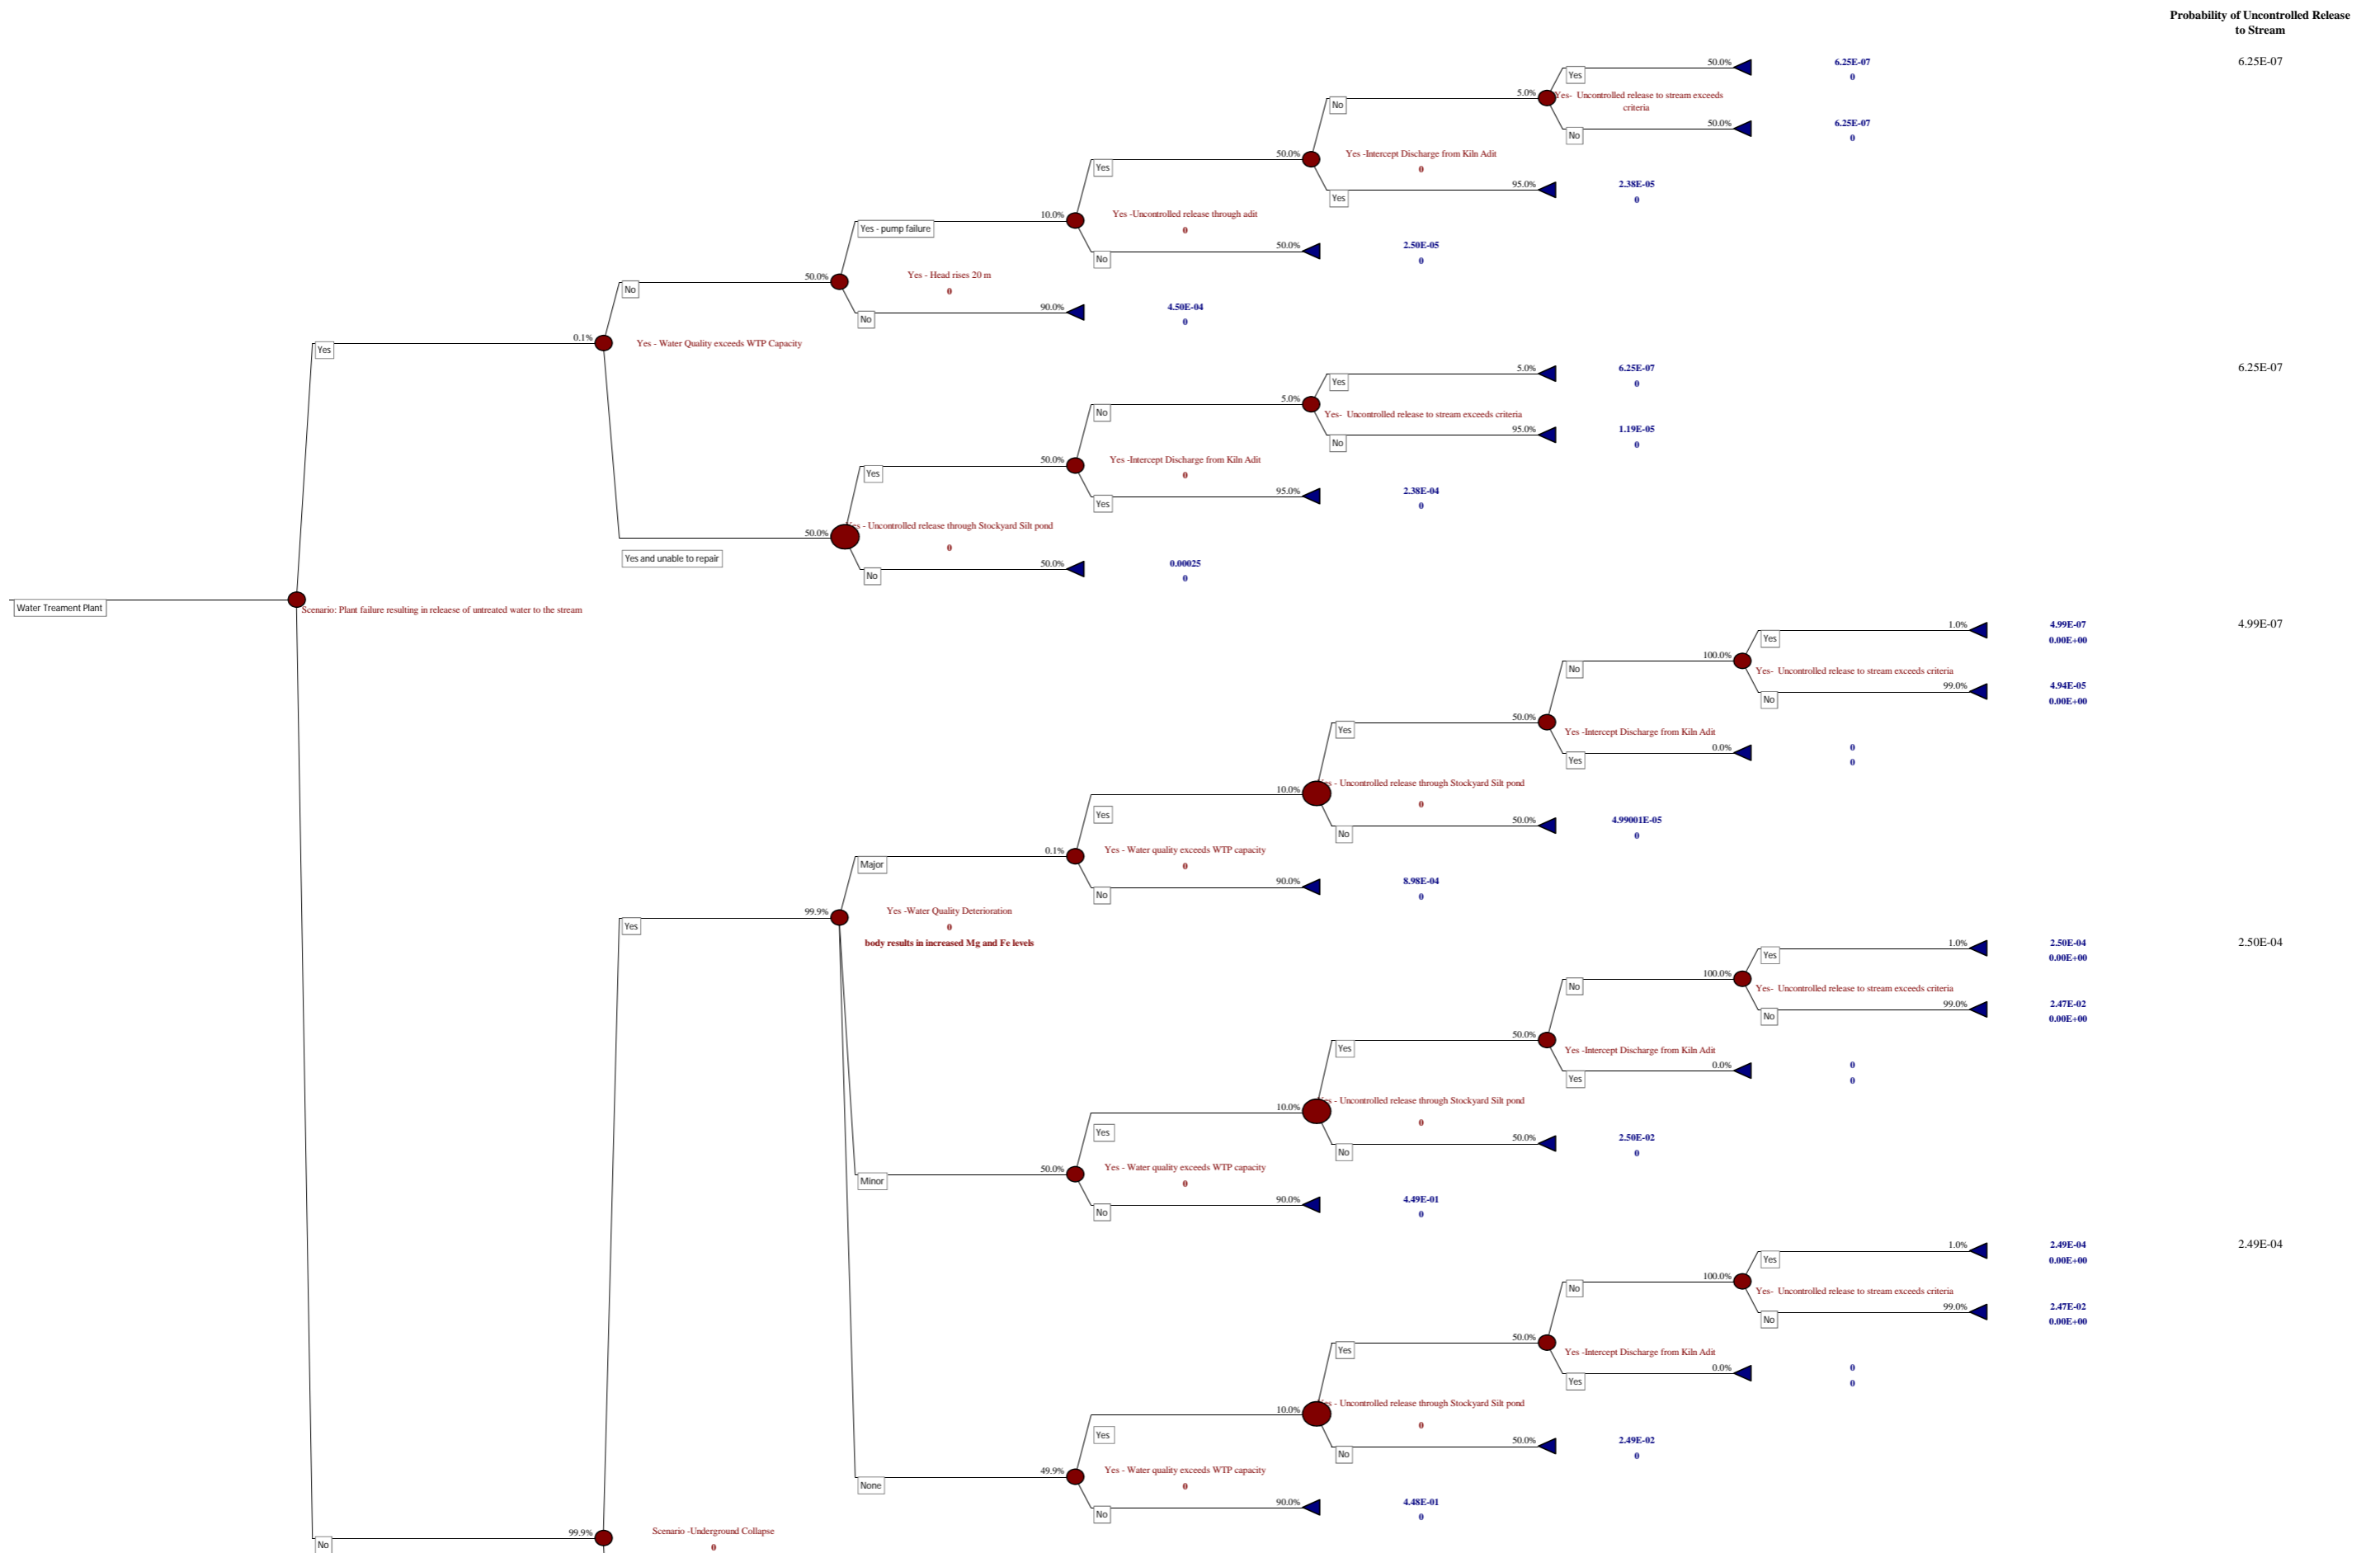 Probability of Uncontrolled Release
to Stream
50.0% 6.25E-07 6.25E-07
Yes 0
5.0% Yes- Uncontrolled release to stream exceeds
No criteria
50.0% 6.25E-07
No 0
50.0% Yes -Intercept Discharge from Kiln Adit
Yes 0
95.0% 2.38E-05
Yes 0
10.0% Yes -Uncontrolled release through adit
Yes - pump failure 0
50.0% 2.50E-05
No 0
50.0% Yes - Head rises 20 m
No 0
90.0% 4.50E-04
No 0
0.1% Yes - Water Quality exceeds WTP Capacity
Yes
5.0% 6.25E-07 6.25E-07
Yes 0
5.0% Yes- Uncontrolled release to stream exceeds criteria
No
95.0% 1.19E-05
No 0
50.0% Yes -Intercept Discharge from Kiln Adit
Yes 0
95.0% 2.38E-04
Yes 0
50.0% Yes - Uncontrolled release through Stockyard Silt pond
Yes and unable to repair 0
50.0% 0.00025
No 0
Water Treament Plant
Scenario: Plant failure resulting in releaese of untreated water to the stream
1.0% 4.99E-07 4.99E-07
Yes 0.00E+00
100.0% Yes- Uncontrolled release to stream exceeds criteria
No
99.0% 4.94E-05
No 0.00E+00
50.0% Yes -Intercept Discharge from Kiln Adit
Yes
0.0% 0
Yes 0
10.0% Yes - Uncontrolled release through Stockyard Silt pond
Yes 0
50.0% 4.99001E-05
No 0
0.1% Yes - Water quality exceeds WTP capacity
Major 0
90.0% 8.98E-04
No 0
99.9% Yes -Water Quality Deterioration
Yes 0
body results in increased Mg and Fe levels
1.0% 2.50E-04 2.50E-04
Yes 0.00E+00
100.0% Yes- Uncontrolled release to stream exceeds criteria
No
99.0% 2.47E-02
No 0.00E+00
50.0% Yes -Intercept Discharge from Kiln Adit
Yes
0.0% 0
Yes 0
10.0% Yes - Uncontrolled release through Stockyard Silt pond
Yes 0
50.0% 2.50E-02
No 0
50.0% Yes - Water quality exceeds WTP capacity
Minor 0
90.0% 4.49E-01
No 0
1.0% 2.49E-04 2.49E-04
Yes 0.00E+00
100.0% Yes- Uncontrolled release to stream exceeds criteria
No
99.0% 2.47E-02
No 0.00E+00
50.0% Yes -Intercept Discharge from Kiln Adit
Yes
0.0% 0
Yes 0
10.0% Yes - Uncontrolled release through Stockyard Silt pond
Yes 0
50.0% 2.49E-02
No 0
49.9% Yes - Water quality exceeds WTP capacity
None 0
90.0% 4.48E-01
No 0
99.9% Scenario -Underground Collapse
No 0